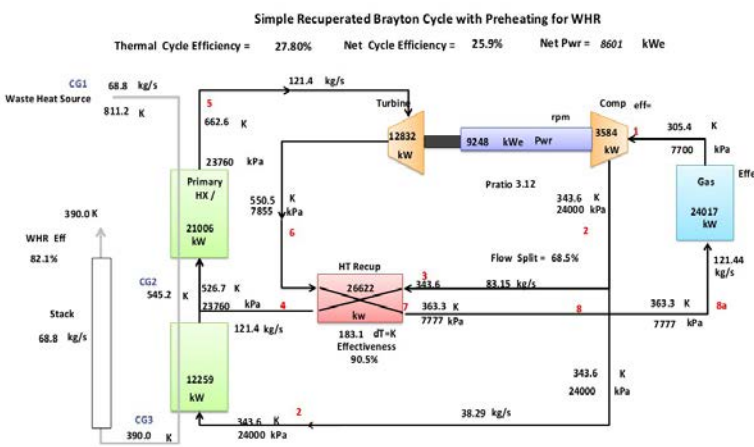 Simple Recuperated Brayton Cycle with Preheating for WHR
Thermal Cycle Efficiency = 27.80% Net Cycle Efficiency = 25.9% Net Pwr = 8601 kWe
CG1 68.8 kg/s
Waste Heat Source
811.2 K
121.4 kg/s
5
662.6 K
23760 kPa
Turbine
12832
kW
9248 kWe Pwr
rpm
Comp eff=
3584
kW
1
305.4 K
7700 kPa
Gas
24017
kW
Effe
Primary
HX /
21006
kW
550.5 K
7855 kPa
6
Pratio 3.12
343.6 K
24000 kPa
2
390.0 K
WHR Eff
82.1%
CG2
545.2 K
526.7 K
23760 kPa
4
HT Recup
26622
kw
3
343.6
Flow Split = 68.5%
83.15 kg/s
7
363.3 K
7777 kPa
8
363.3 K
7777 kPa
121.44
kg/s
8a
121.4 kg/s
183.1 dT=K
Effectiveness
90.5%
Stack
68.8 kg/s
12259
kW
343.6 K
24000 kPa
CG3
390.0 K
343.6 K
24000 kPa
2
38.29 kg/s